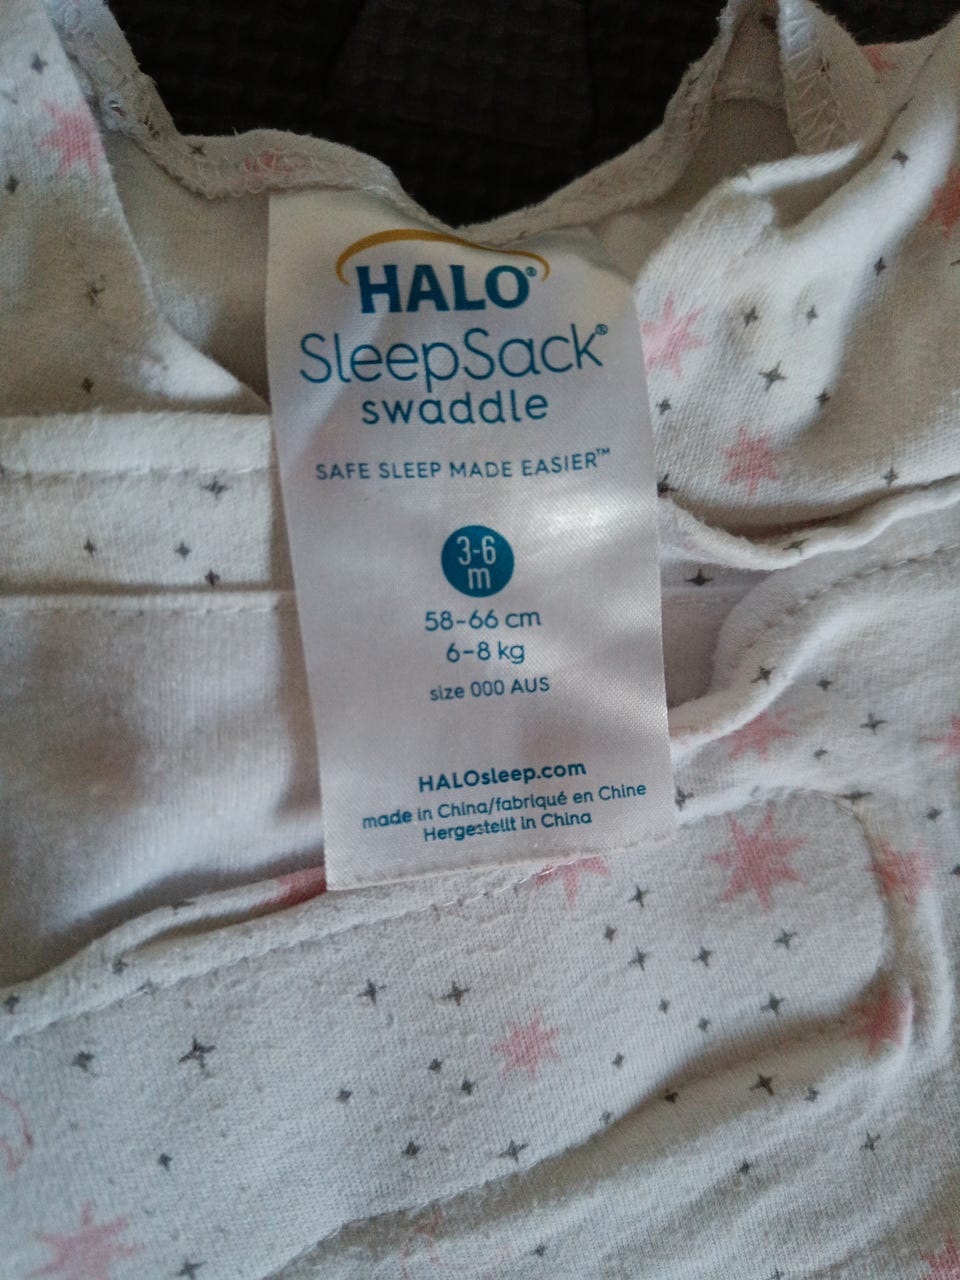 HALO®
SleepSack®
swaddle
SAFE SLEEP MADE EASIER™
3-6
m
58-66 cm
6-8 kg
size 000 AUS
HALOsleep.com
made in China/fabriqué en Chine
Hergestellt in China